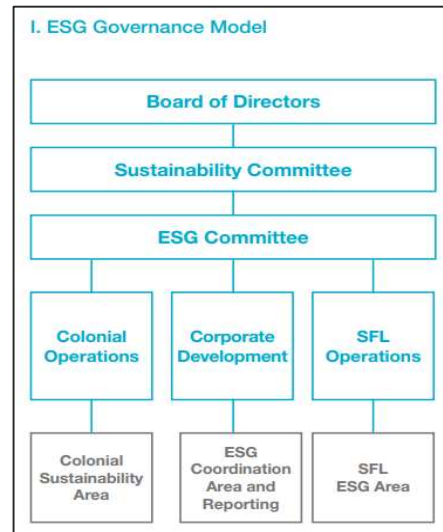 I. ESG Governance Model
Board of Directors
Sustainability Committee
ESG Committee
Colonial
Operations
Corporate
Development
SFL
Operations
Colonial
Sustainability
Area
ESG
Coordination
Area and
Reporting
SFL
ESG Area